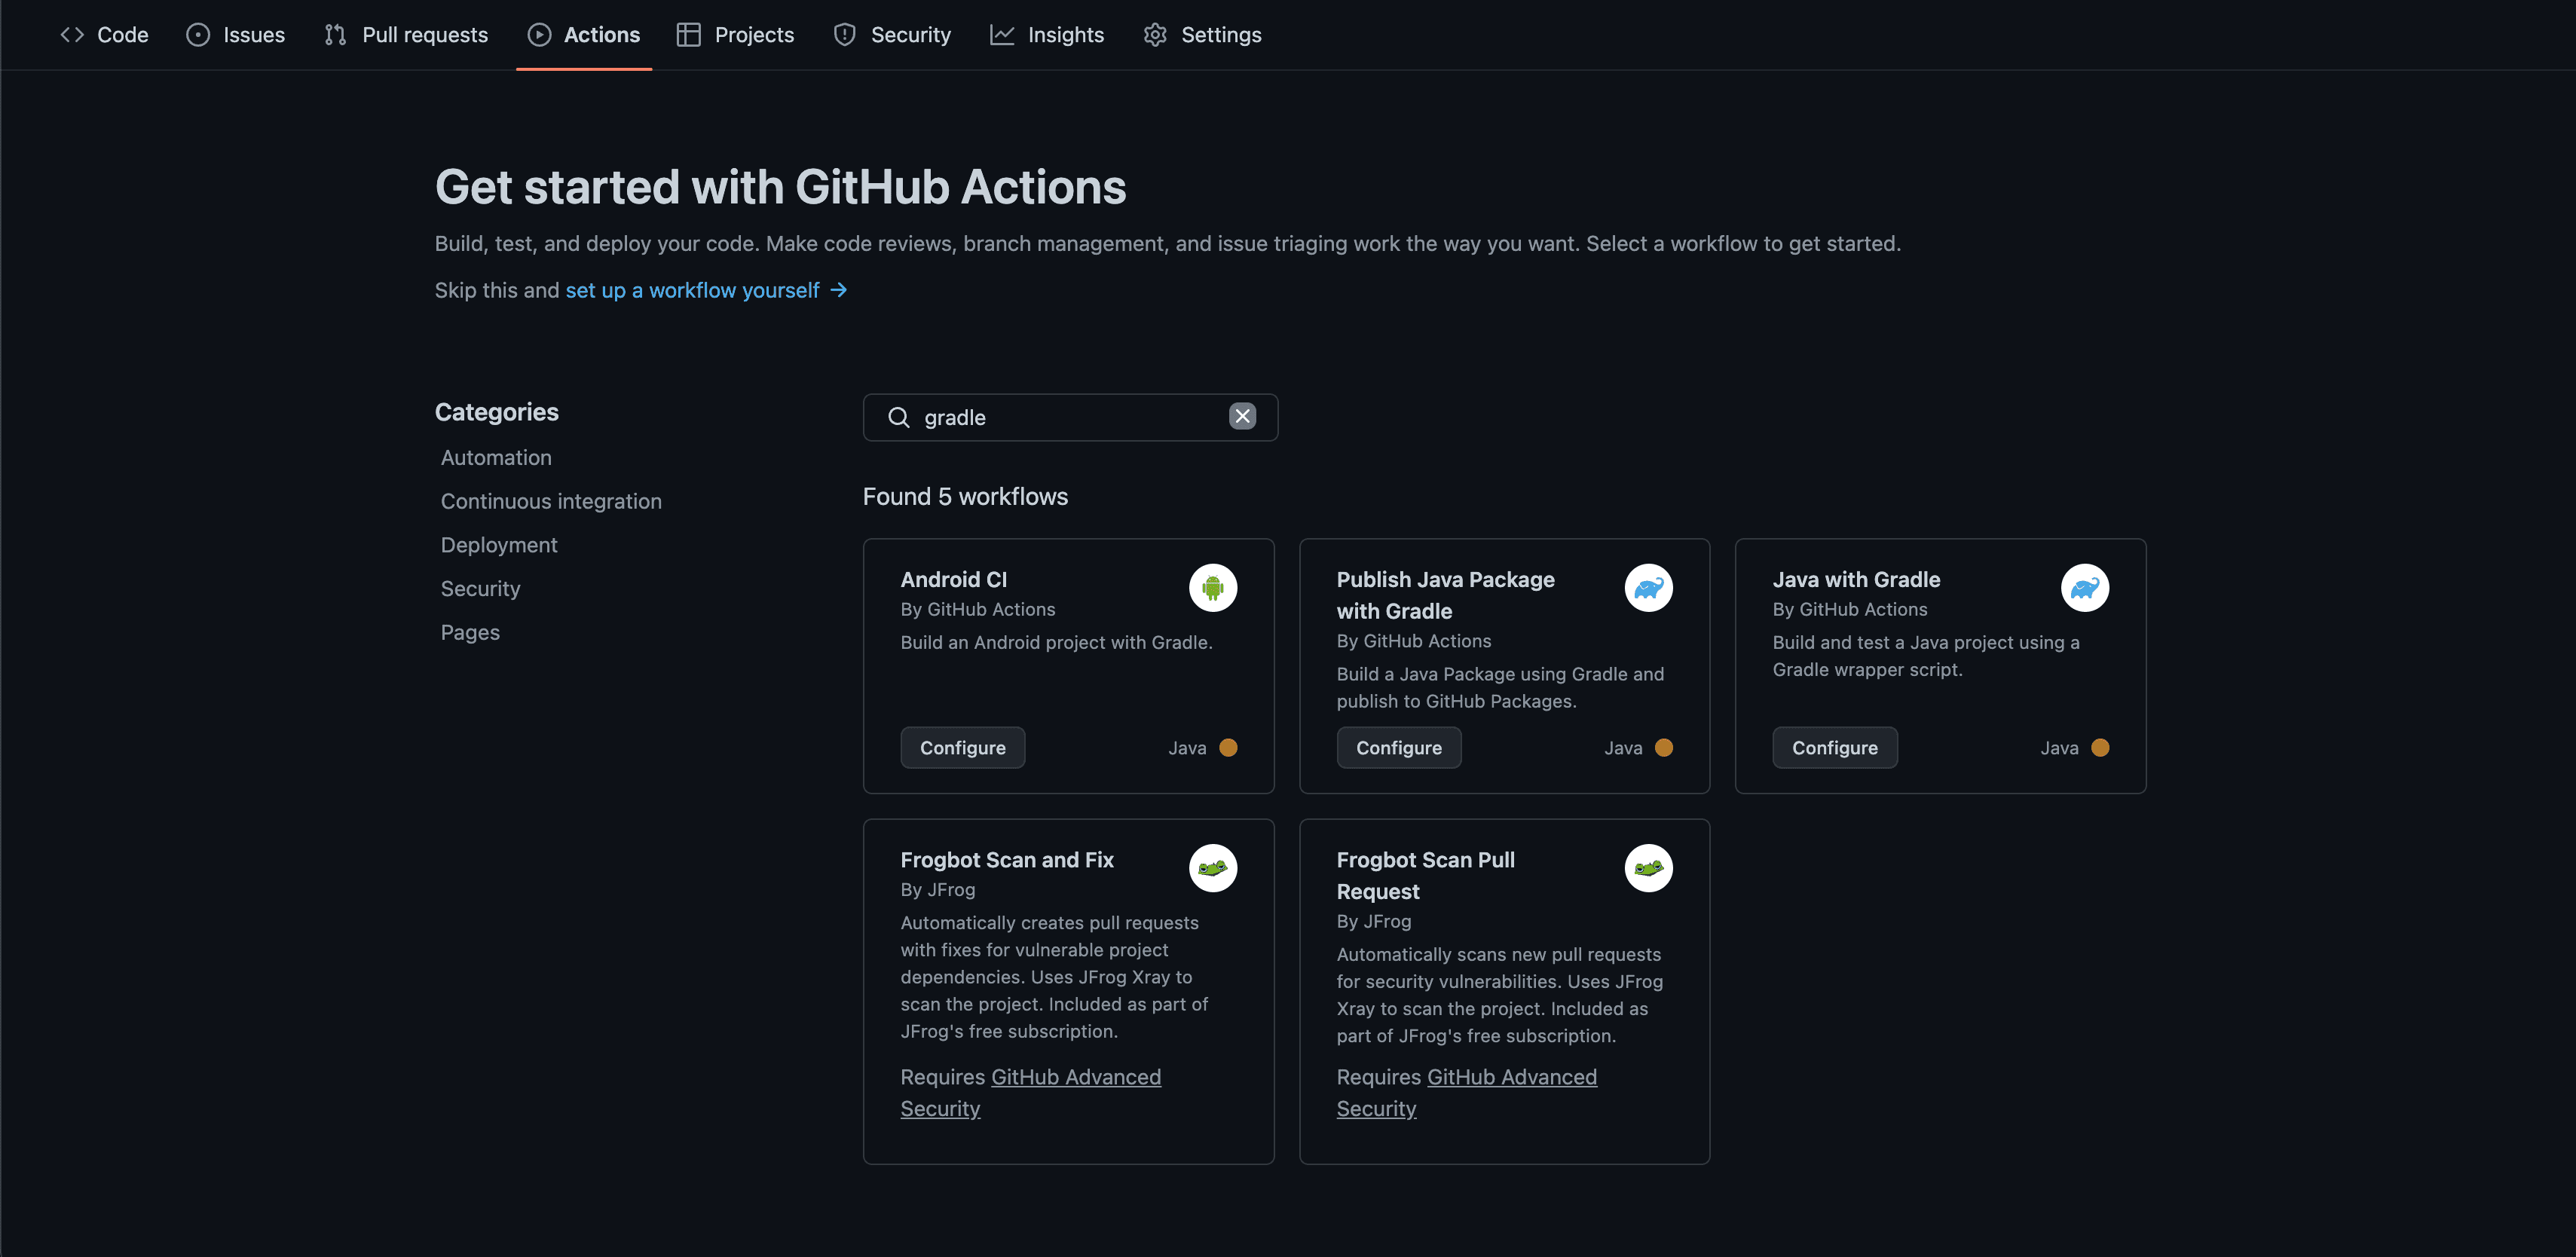 Code Issues Pull requests Actions Projects Security Insights Settings
Get started with GitHub Actions
Build, test, and deploy your code. Make code reviews, branch management, and issue triaging work the way you want. Select a workflow to get started.
Skip this and set up a workflow yourself →
Categories
Automation
Continuous integration
Deployment
Security
Pages
gradle
Found 5 workflows
Android CI
By GitHub Actions
Build an Android project with Gradle.
Configure
Java
Publish Java Package
with Gradle
By GitHub Actions
Build a Java Package using Gradle and
publish to GitHub Packages.
Configure
Java
Java with Gradle
By GitHub Actions
Build and test a Java project using a
Gradle wrapper script.
Configure
Java
Frogbot Scan and Fix
By JFrog
Automatically creates pull requests
with fixes for vulnerable project
dependencies. Uses JFrog Xray to
scan the project. Included as part of
JFrog's free subscription.
Requires GitHub Advanced
Security
Frogbot Scan Pull
Request
By JFrog
Automatically scans new pull requests
for security vulnerabilities. Uses JFrog
Xray to scan the project. Included as
part of JFrog's free subscription.
Requires GitHub Advanced
Security